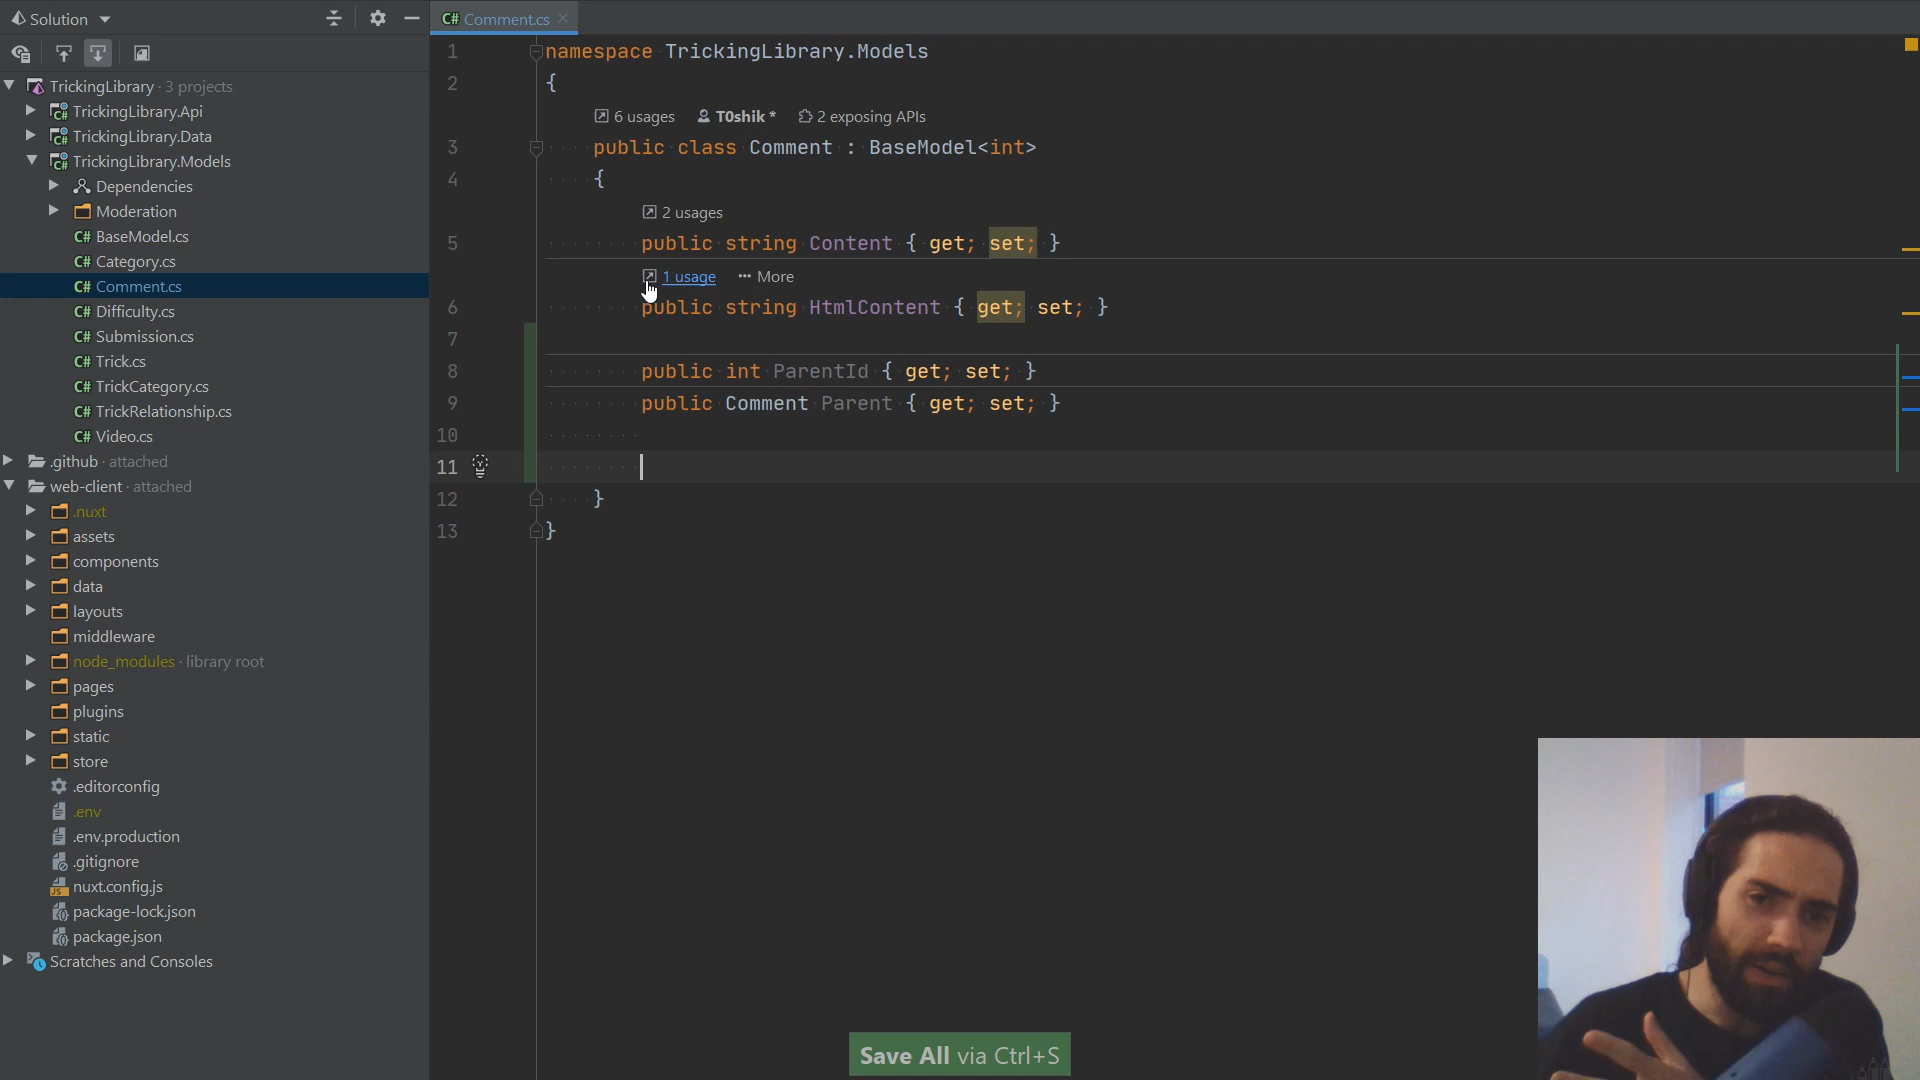 Solution
TrickingLibrary · 3 projects
TrickingLibrary.Api
TrickingLibrary.Data
TrickingLibrary.Models
Dependencies
Moderation
C# BaseModel.cs
C# Category.cs
C# Comment.cs
C# Difficulty.cs
C# Submission.cs
C# Trick.cs
C# TrickCategory.cs
C# TrickRelationship.cs
C# Video.cs
.github · attached
web-client · attached
.nuxt
assets
components
data
layouts
middleware
node_modules · library root
pages
plugins
static
store
.editorconfig
.env
.env.production
.gitignore
nuxt.config.js
package-lock.json
package.json
Scratches and Consoles
C# Comment.cs
1 namespace TrickingLibrary.Models
2 {
6 usages T0shik * 2 exposing APIs
3 public class Comment : BaseModel<int>
4 {
2 usages
5 public string Content { get; set; }
1 usage ··· More
6 public string HtmlContent { get; set; }
7
8 public int ParentId { get; set; }
9 public Comment Parent { get; set; }
10
11
12 }
13 }
Save All via Ctrl+S